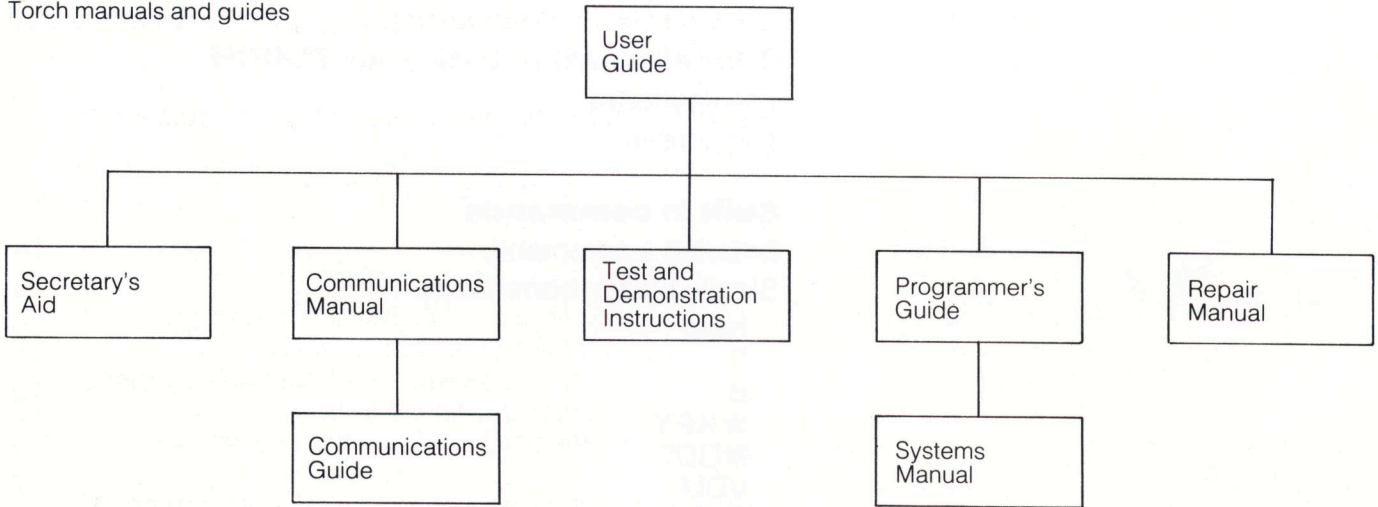 Torch manuals and guides
User
Guide
Secretary's
Aid
Communications
Manual
Test and
Demonstration
Instructions
Programmer's
Guide
Repair
Manual
Communications
Guide
Systems
Manual